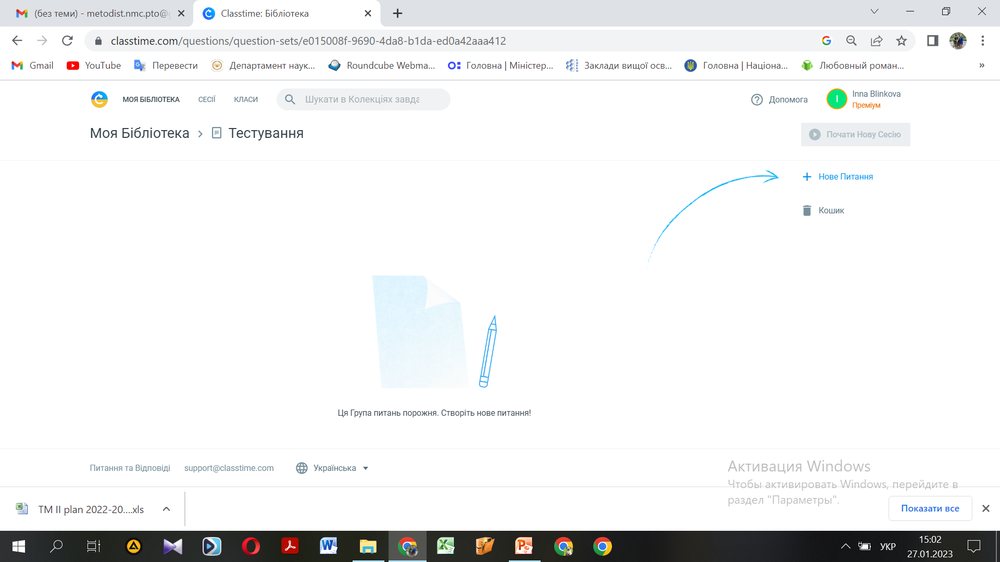 (без теми) - metodist.nmc.pto@
Classtime: Бібліотека
classtime.com/questions/question-sets/e015008f-9690-4da8-b1da-ed0a42aaa412
Gmail
YouTube
Перевести
Департамент наук...
Roundcube Webma...
Головна | Міністер...
Заклади вищої осв...
Головна | Націона...
Любовный роман...
МОЯ БІБЛІОТЕКА
СЕСІЇ
КЛАСИ
Шукати в Колекціях завда
Допомога
I
Inna Blinkova
Преміум
Моя Бібліотека > Тестування
Почати Нову Сесію
Нове Питання
Кошик
Ця Група питань порожня. Створіть нове питання!
Питання та Відповіді
support@classtime.com
Українська
Активация Windows
Чтобы активировать Windows, перейдите в
раздел "Параметры".
TM II plan 2022-20....xls
Показати все
УКР
15:02
27.01.2023